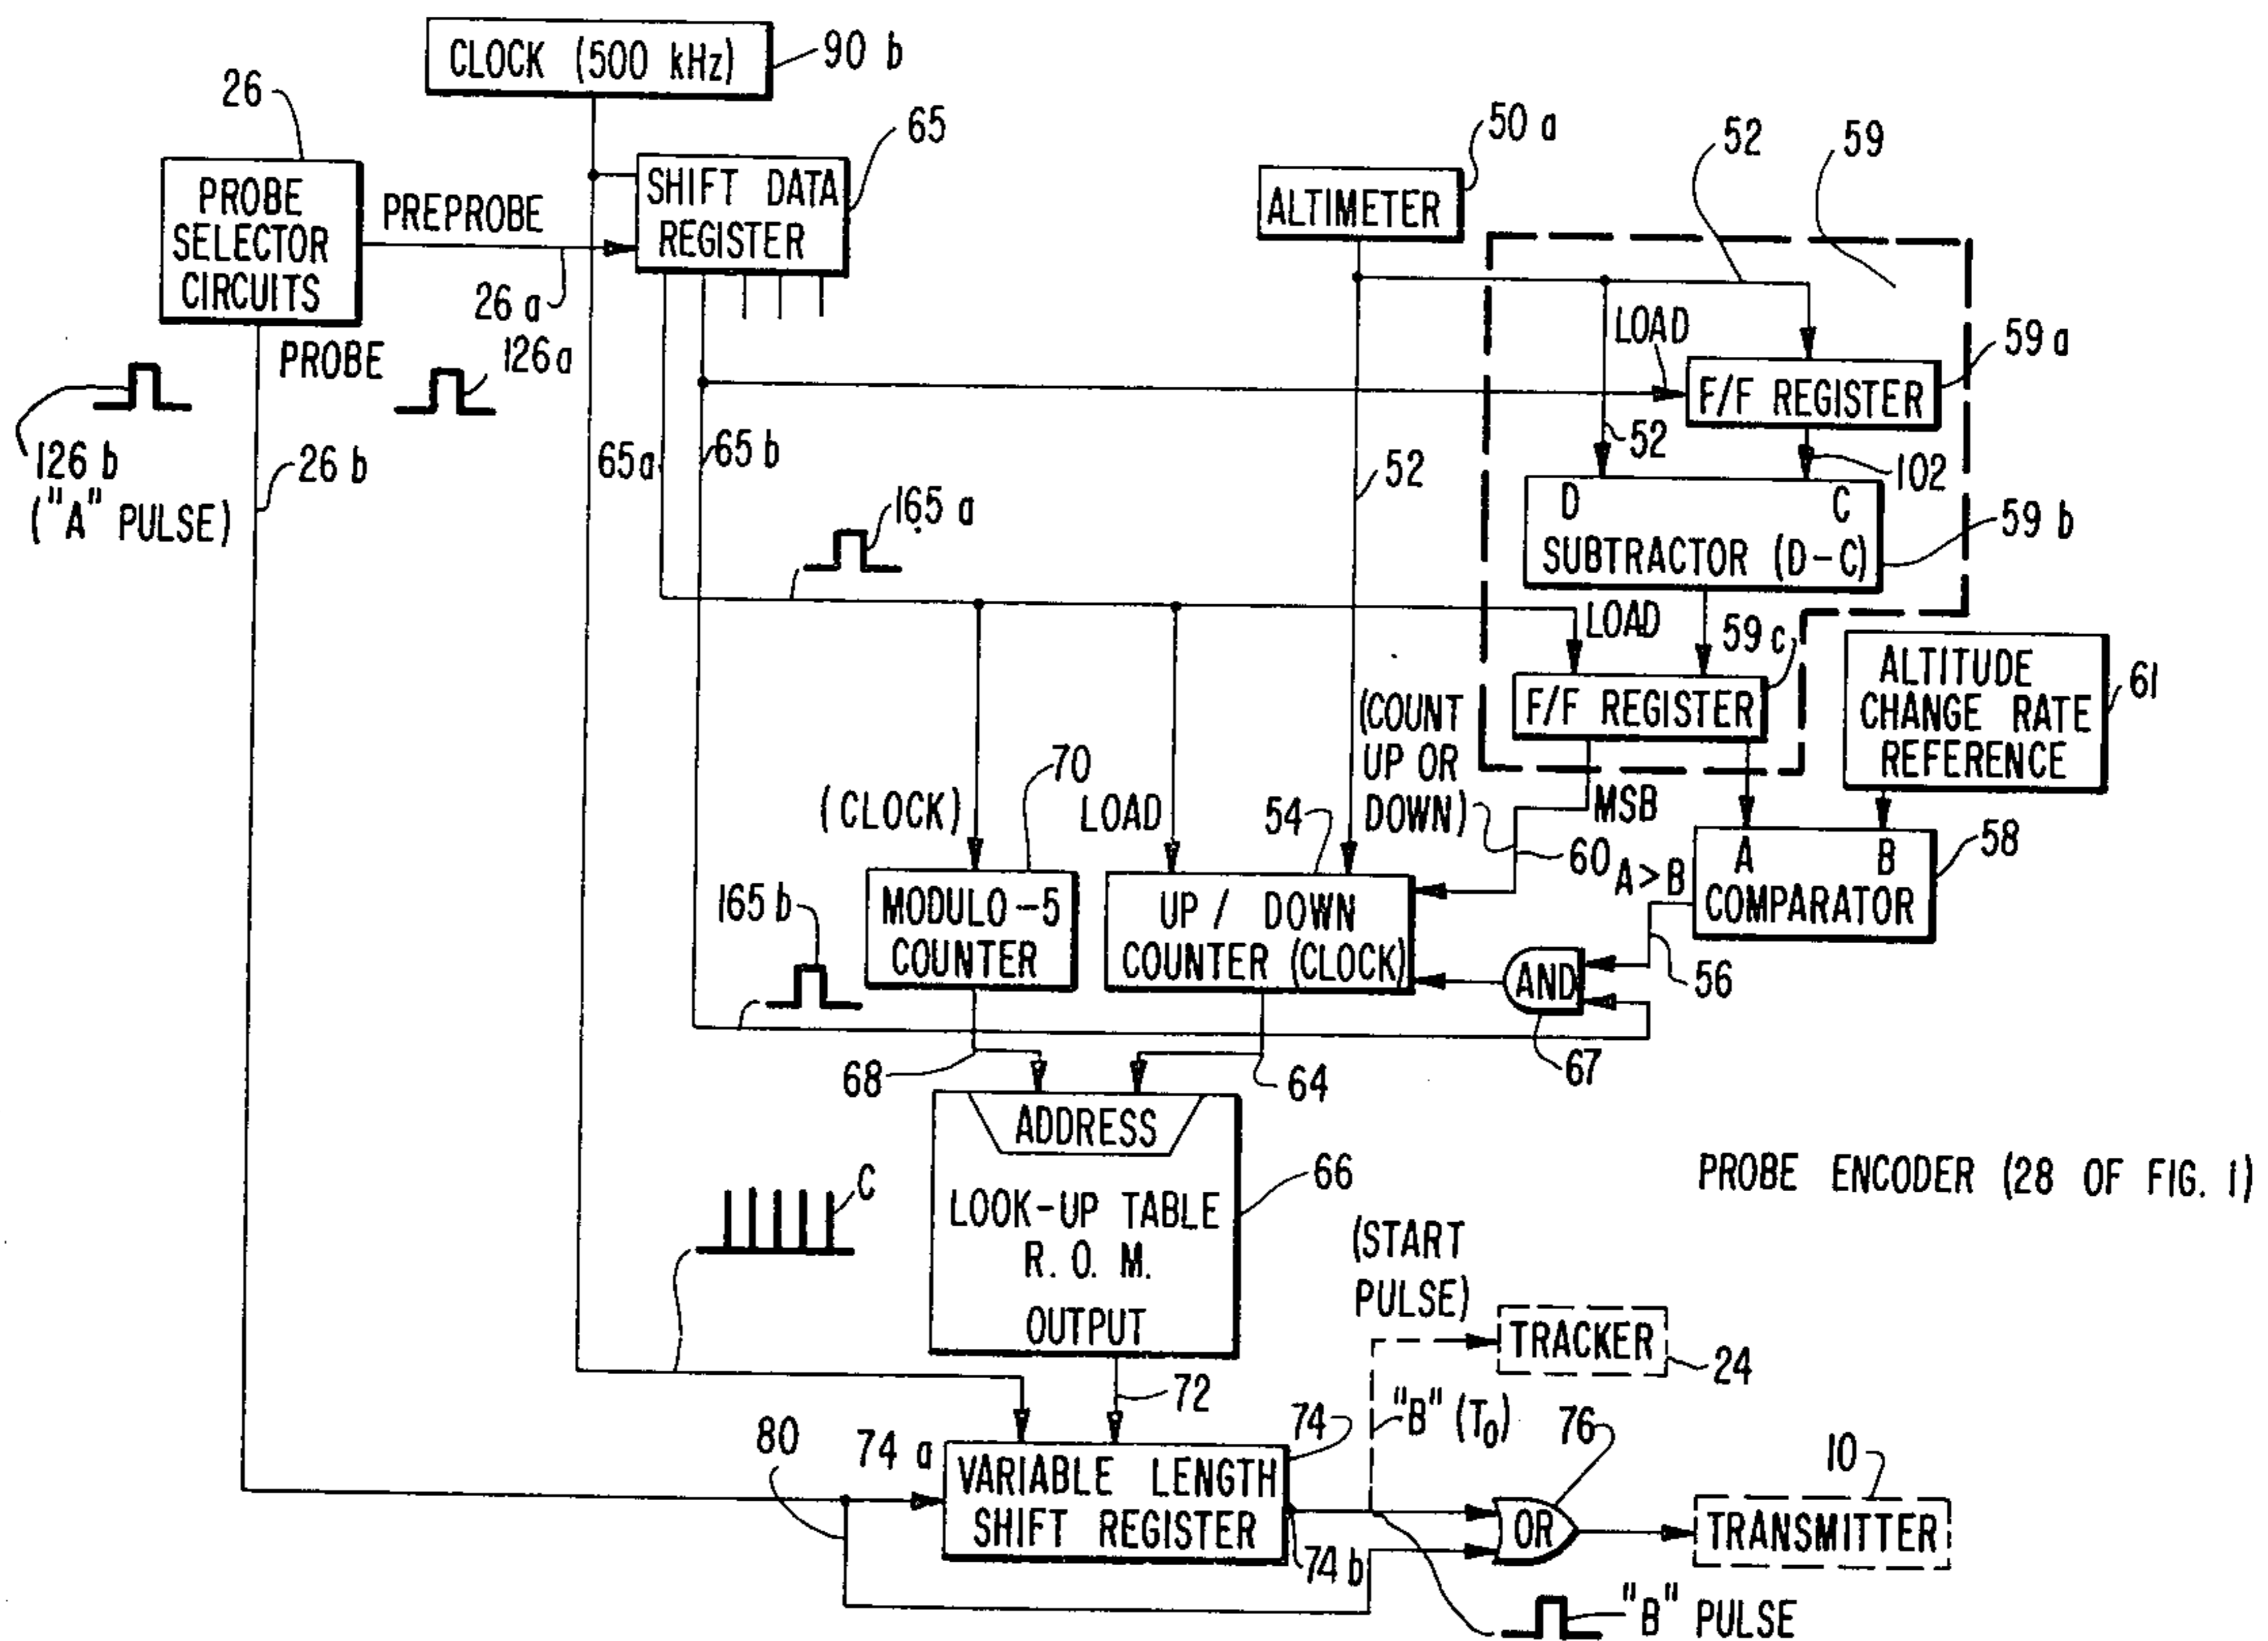 CLOCK (500 kHz)
90 b
26
PROBE
SELECTOR
CIRCUITS
PREPROBE
26 a
SHIFT DATA
REGISTER
65
50 a
ALTIMETER
52
59
LOAD
59 a
F/F REGISTER
PROBE
126 a
126 b
("A" PULSE)
26 b
65 a
65 b
52
52
102
D
C
SUBTRACTOR (D-C)
59 b
165 a
LOAD
59 c
F/F REGISTER
ALTITUDE
CHANGE RATE
REFERENCE
61
(COUNT
UP OR
DOWN)
MSB
(CLOCK)
70
LOAD
54
60
A>B
A
B
COMPARATOR
58
165 b
MODULO-5
COUNTER
UP / DOWN
COUNTER (CLOCK)
AND
56
67
68
64
ADDRESS
LOOK-UP TABLE
R. O. M.
OUTPUT
66
C
PROBE ENCODER (28 OF FIG. 1)
(START
PULSE)
TRACKER
24
72
"B" (T0)
80
74 a
VARIABLE LENGTH
SHIFT REGISTER
74
74 b
76
OR
10
TRANSMITTER
"B" PULSE